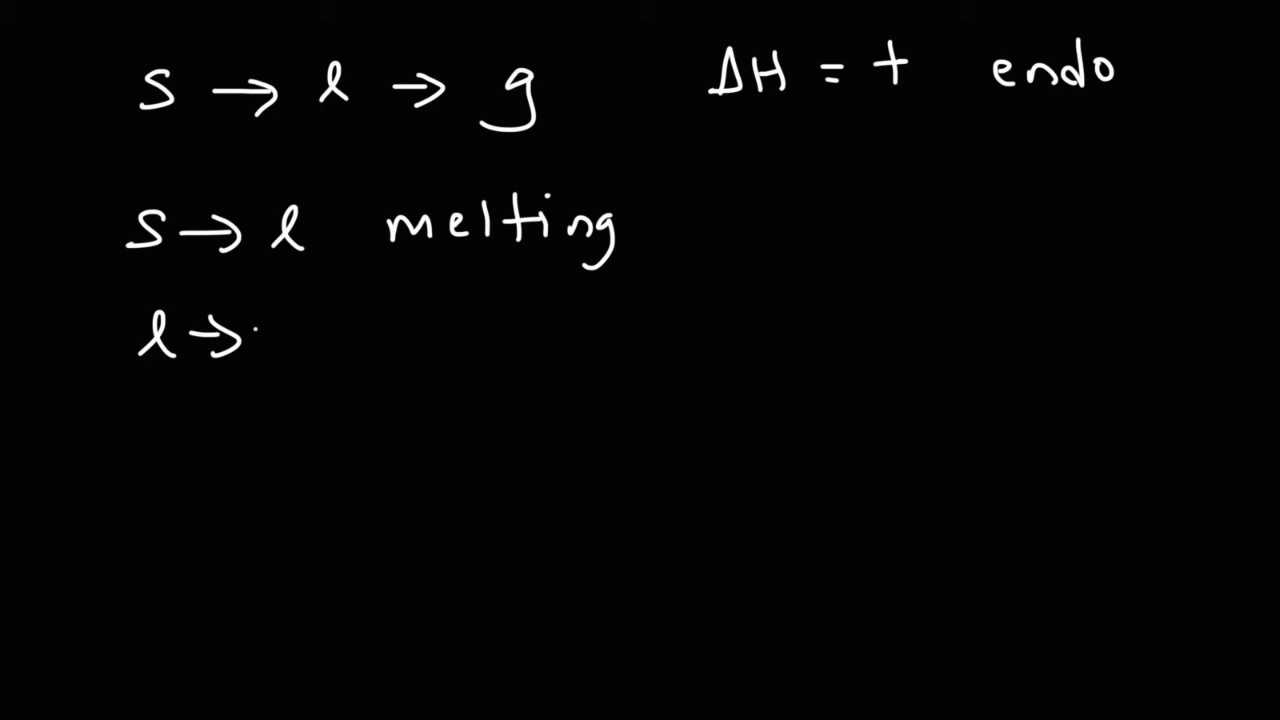 s → l → g ΔH = + endo
s → l melting
l →